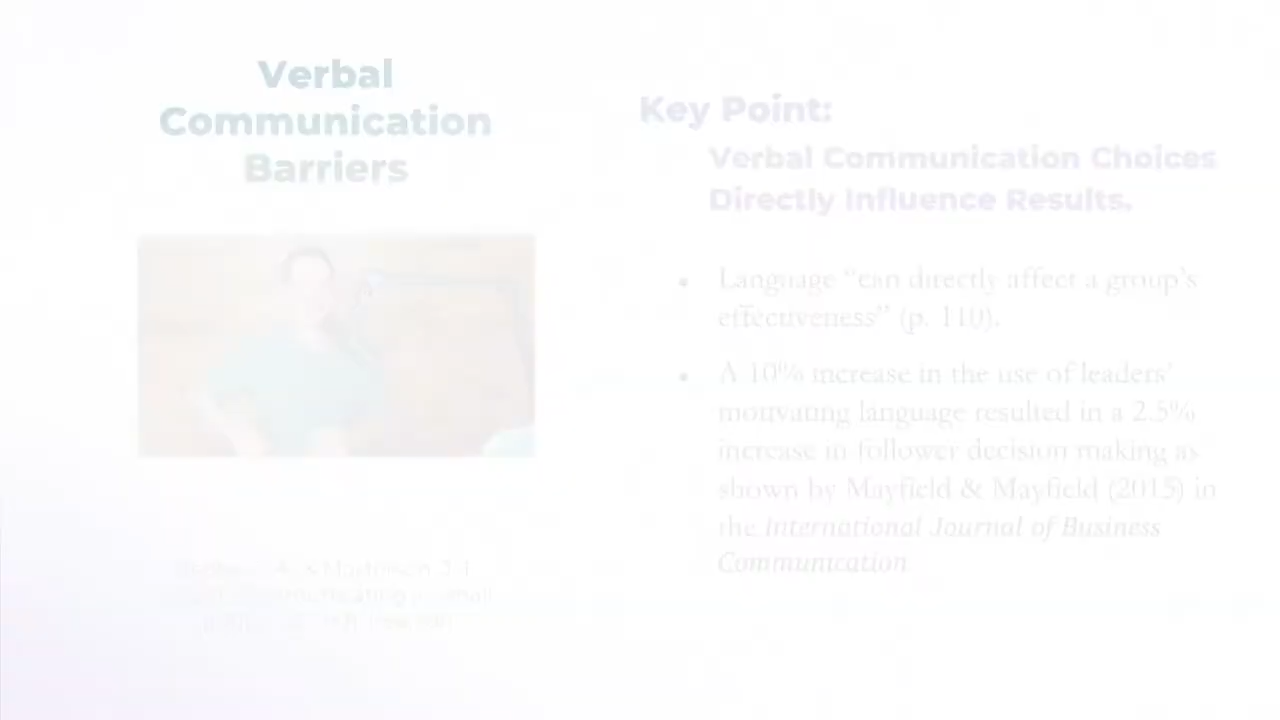 Verbal
Communication
Barriers
Key Point:
Verbal Communication Choices
Directly Influence Results.
Language “can directly affect a group’s
effectiveness” (p. 110).
A 10% increase in the use of leaders’
motivating language resulted in a 2.5%
increase in follower decision making as
shown by Mayfield & Mayfield (2015) in
the International Journal of Business
Communication